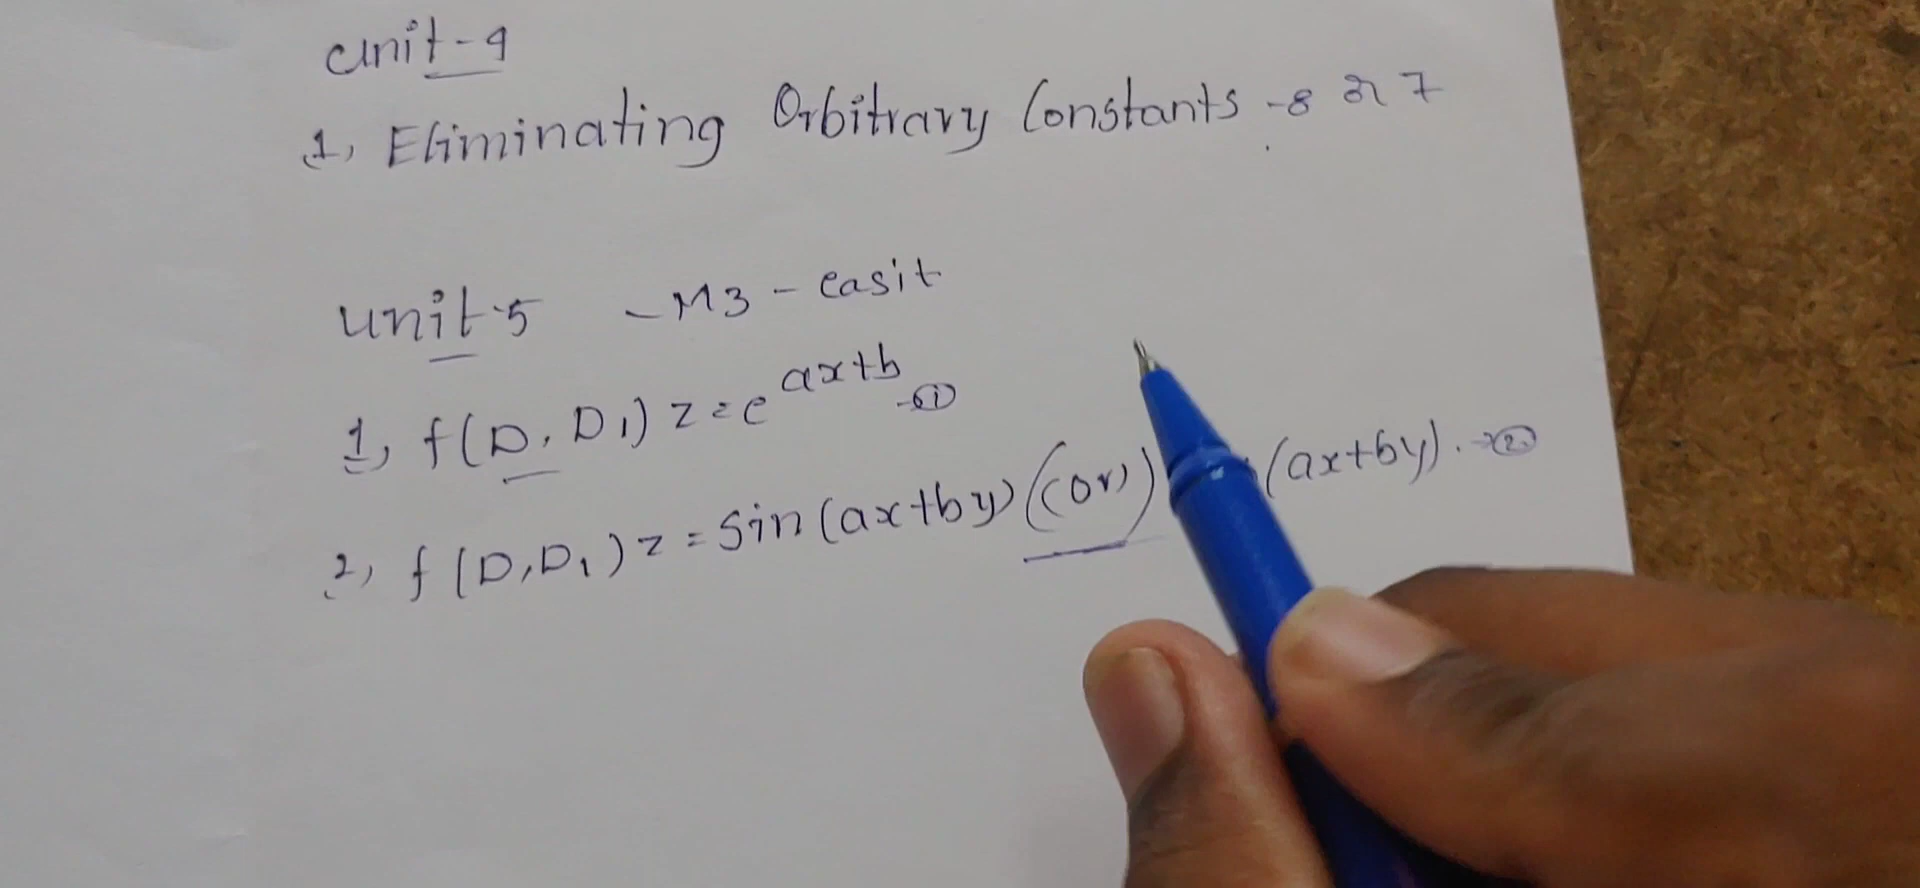 Unit-4
1, Eliminating Orbitrary Constants -8 or 7
Unit-5 - M3 - easit
1, f(D, D1) z = e^ax+b -①
2, f(D,D1) z = Sin(ax+by) (or) (ax+by). -②